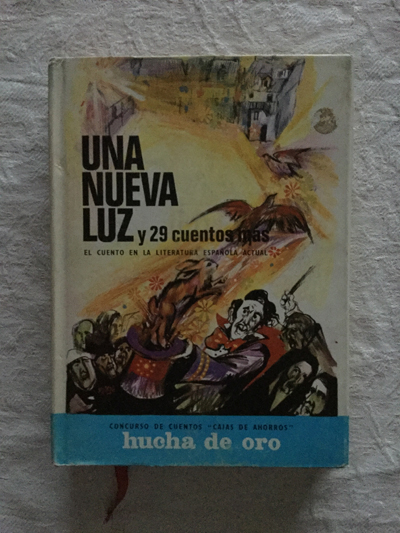 UNA
NUEVA
LUZ y 29 cuentos más
EL CUENTO EN LA LITERATURA ESPAÑOLA ACTUAL
CONCURSO DE CUENTOS "CAJAS DE AHORROS"
hucha de oro